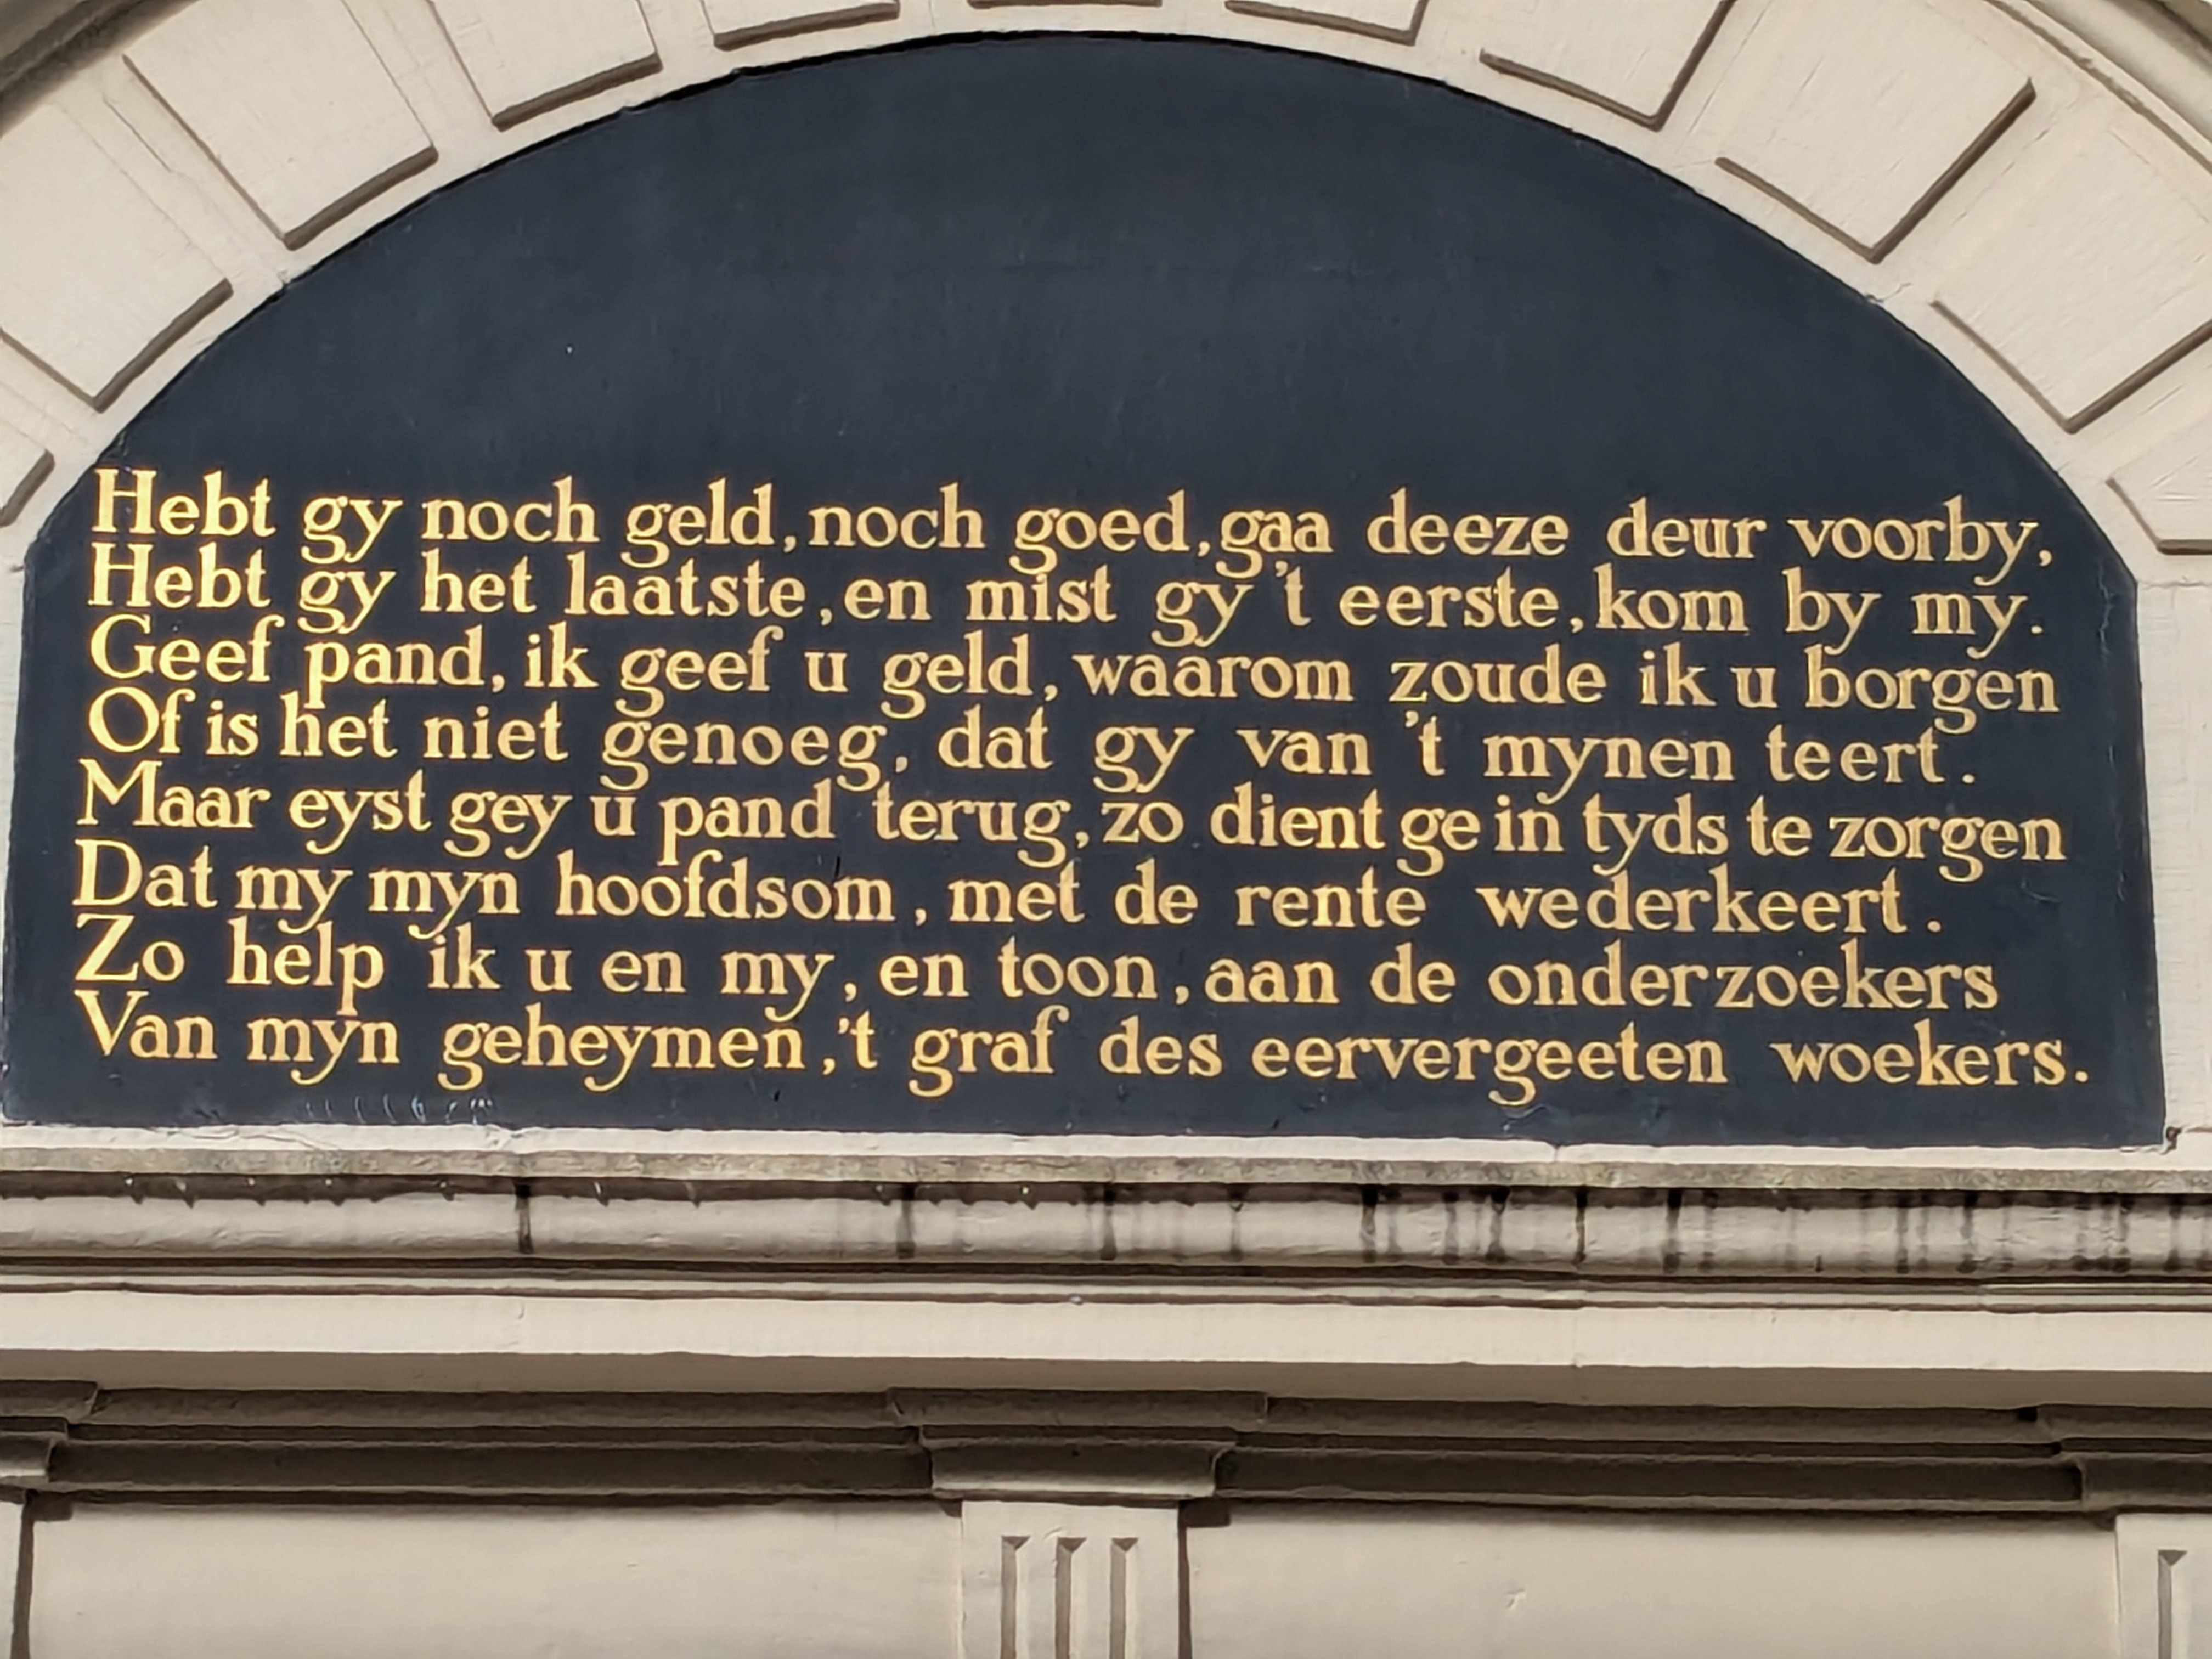 Hebt gy noch geld, noch goed, gaa deeze deur voorby,
Hebt gy het laatste, en mist gy 't eerste, kom by my.
Geef pand, ik geef u geld, waarom zoude ik u borgen
Of is het niet genoeg, dat gy van 't mynen teert.
Maar eyst gey u pand terug, zo dient ge in tyds te zorgen
Dat my myn hoofdsom, met de rente wederkeert.
Zo help ik u en my, en toon, aan de onderzoekers
Van myn geheymen, 't graf des eervergeeten woekers.